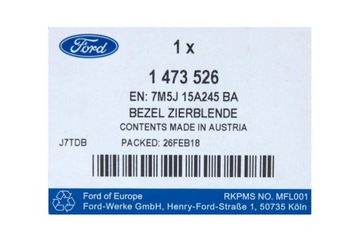 Ford
1 x
1 473 526
EN: 7M5J 15A245 BA
BEZEL ZIERBLENDE
CONTENTS MADE IN AUSTRIA
J7TDB
PACKED: 26FEB18
Ford of Europe
RKPMS NO. MFL001
Ford-Werke GmbH, Henry-Ford-Straße 1, 50735 Köln